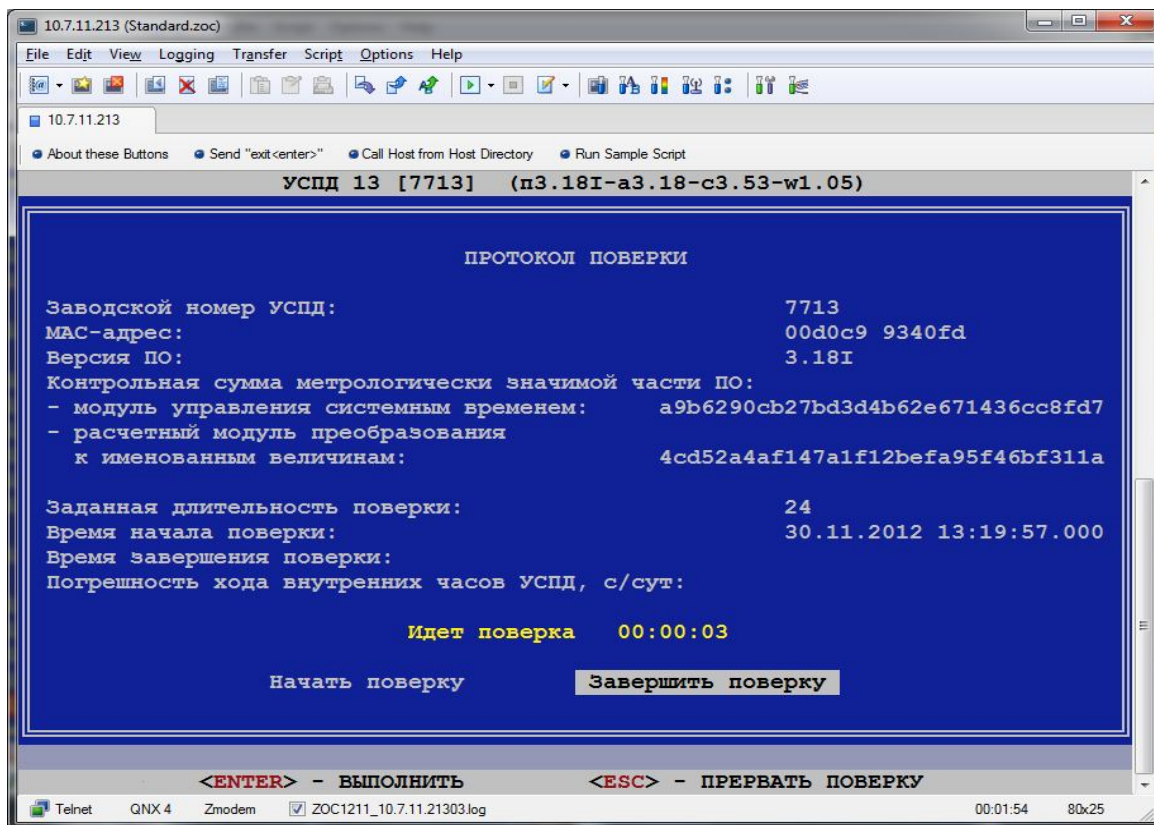 10.7.11.213 (Standard.zoc)
File Edit View Logging Transfer Script Options Help
10.7.11.213
About these Buttons Send "exit<enter>" Call Host from Host Directory Run Sample Script
УСПД 13 [7713] (п3.18I-а3.18-с3.53-w1.05)
ПРОТОКОЛ ПОВЕРКИ
Заводской номер УСПД: 7713
МАС-адрес: 00d0c9 9340fd
Версия ПО: 3.18I
Контрольная сумма метрологически значимой части ПО:
- модуль управления системным временем: a9b6290cb27bd3d4b62e671436cc8fd7
- расчетный модуль преобразования
к именованным величинам: 4cd52a4af147a1f12befa95f46bf311a
Заданная длительность поверки: 24
Время начала поверки: 30.11.2012 13:19:57.000
Время завершения поверки:
Погрешность хода внутренних часов УСПД, с/сут:
Идет поверка 00:00:03
Начать поверку Завершить поверку
<ENTER> - ВЫПОЛНИТЬ <ESC> - ПРЕРВАТЬ ПОВЕРКУ
Telnet QNX 4 Zmodem ZOC1211_10.7.11.21303.log 00:01:54 80x25